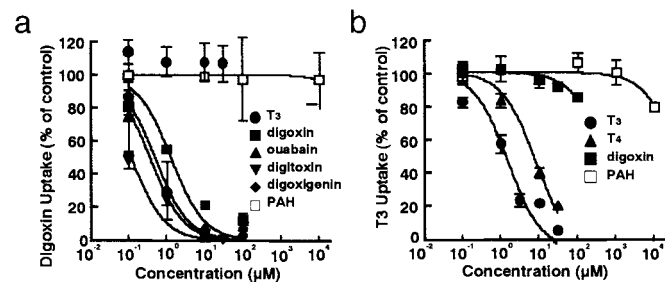 a
Digoxin Uptake (% of control)
120
100
80
60
40
20
0
10-2 10-1 100 101 102 103 104
Concentration (µM)
T3
digoxin
ouabain
digitoxin
digoxigenin
PAH
b
T3 Uptake (% of control)
120
100
80
60
40
20
0
10-2 10-1 100 101 102 103 104
Concentration (µM)
T3
T4
digoxin
PAH